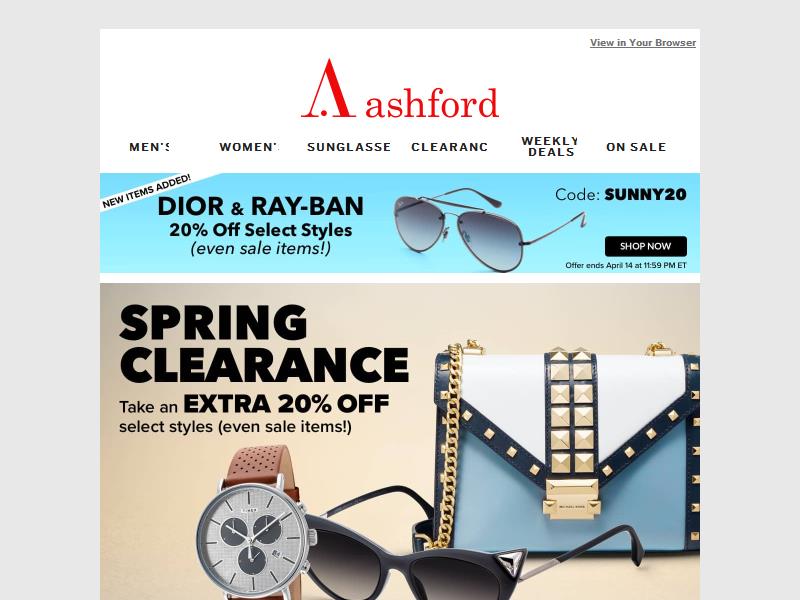 View in Your Browser
ashford
MEN'S
WOMEN'
SUNGLASSE
CLEARANC
WEEKLY
DEALS
ON SALE
NEW ITEMS ADDED!
DIOR & RAY-BAN
20% Off Select Styles
(even sale items!)
Code: SUNNY20
SHOP NOW
Offer ends April 14 at 11:59 PM ET
SPRING
CLEARANCE
Take an EXTRA 20% OFF
select styles (even sale items!)
MICHAEL KORS